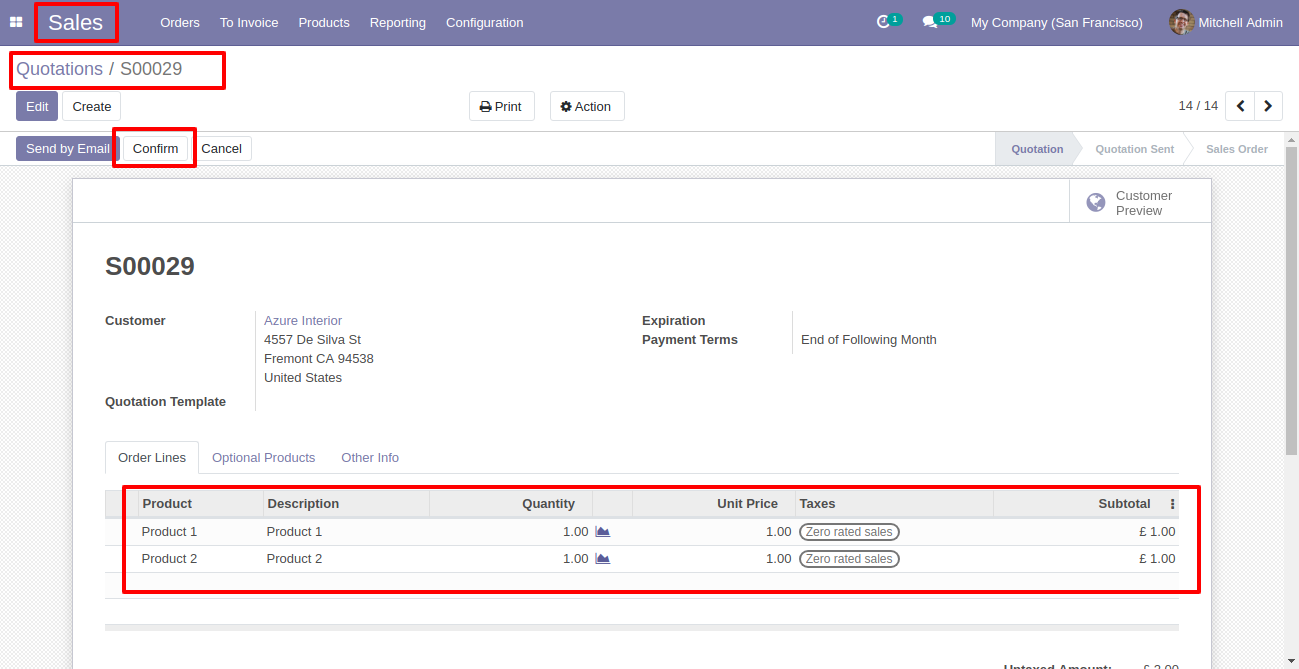 Sales Orders To Invoice Products Reporting Configuration 1 10 My Company (San Francisco) Mitchell Admin
Quotations / S00029
Edit Create Print Action 14 / 14
Send by Email Confirm Cancel Quotation Quotation Sent Sales Order
Customer
Preview
S00029
Customer Azure Interior Expiration
4557 De Silva St Payment Terms End of Following Month
Fremont CA 94538
United States
Quotation Template
Order Lines Optional Products Other Info
Product Description Quantity Unit Price Taxes Subtotal
Product 1 Product 1 1.00 1.00 Zero rated sales £ 1.00
Product 2 Product 2 1.00 1.00 Zero rated sales £ 1.00
Untaxed Amount: £ 2.00